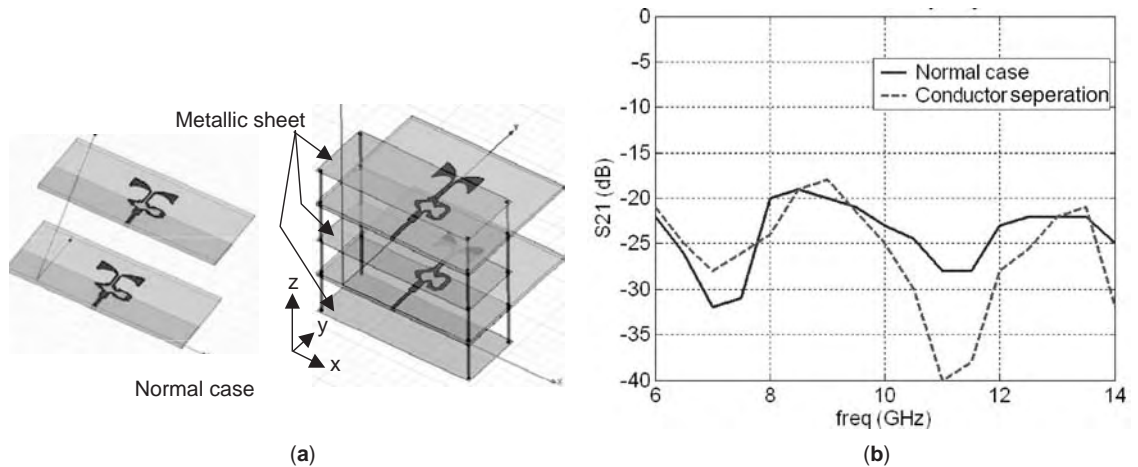 Metallic sheet
z
y
x
Normal case
(a)
0
-5
-10
-15
-20
-25
-30
-35
-40
S21 (dB)
Normal case
Conductor seperation
6
8
10
12
14
freq (GHz)
(b)